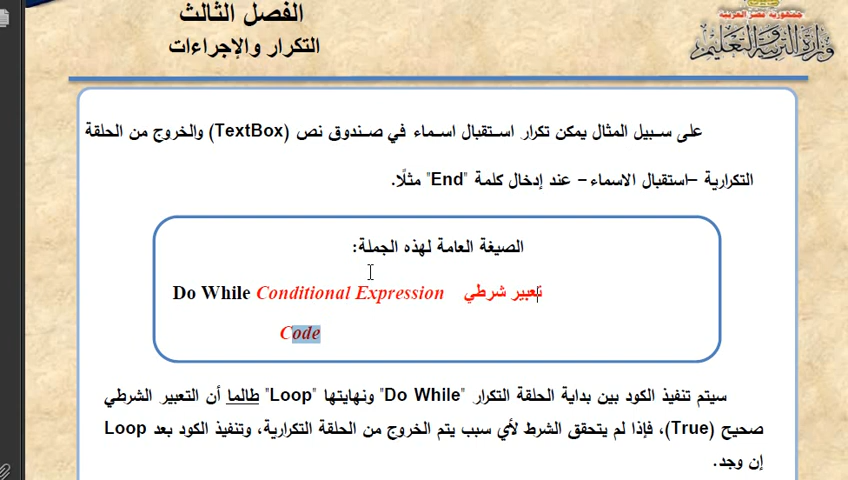 الفصل الثالث
جمهورية مصر العربية
وزارة التربية والتعليم
التكرار والإجراءات
على سبيل المثال يمكن تكرار استقبال اسماء في صندوق نص (TextBox) والخروج من الحلقة
التكرارية –استقبال الاسماء– عند إدخال كلمة "End" مثلًا.
الصيغة العامة لهذه الجملة:
Do While Conditional Expression تعبير شرطي
Code
سيتم تنفيذ الكود بين بداية الحلقة التكرار "Do While" ونهايتها "Loop" طالما أن التعبير الشرطي
صحيح (True)، فإذا لم يتحقق الشرط لأي سبب يتم الخروج من الحلقة التكرارية، وتنفيذ الكود بعد Loop
إن وجد.